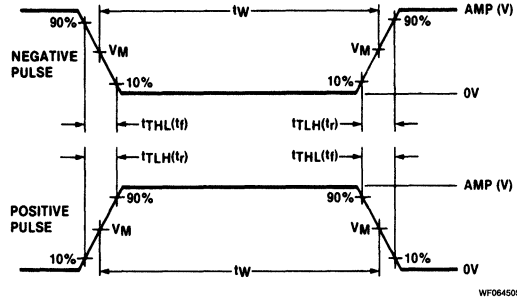 tW
AMP (V)
90%
90%
NEGATIVE
PULSE
VM
VM
10%
10%
0V
tTHL(tf)
tTLH(tr)
tTLH(tr)
tTHL(tf)
AMP (V)
90%
90%
POSITIVE
PULSE
VM
VM
10%
10%
0V
tW